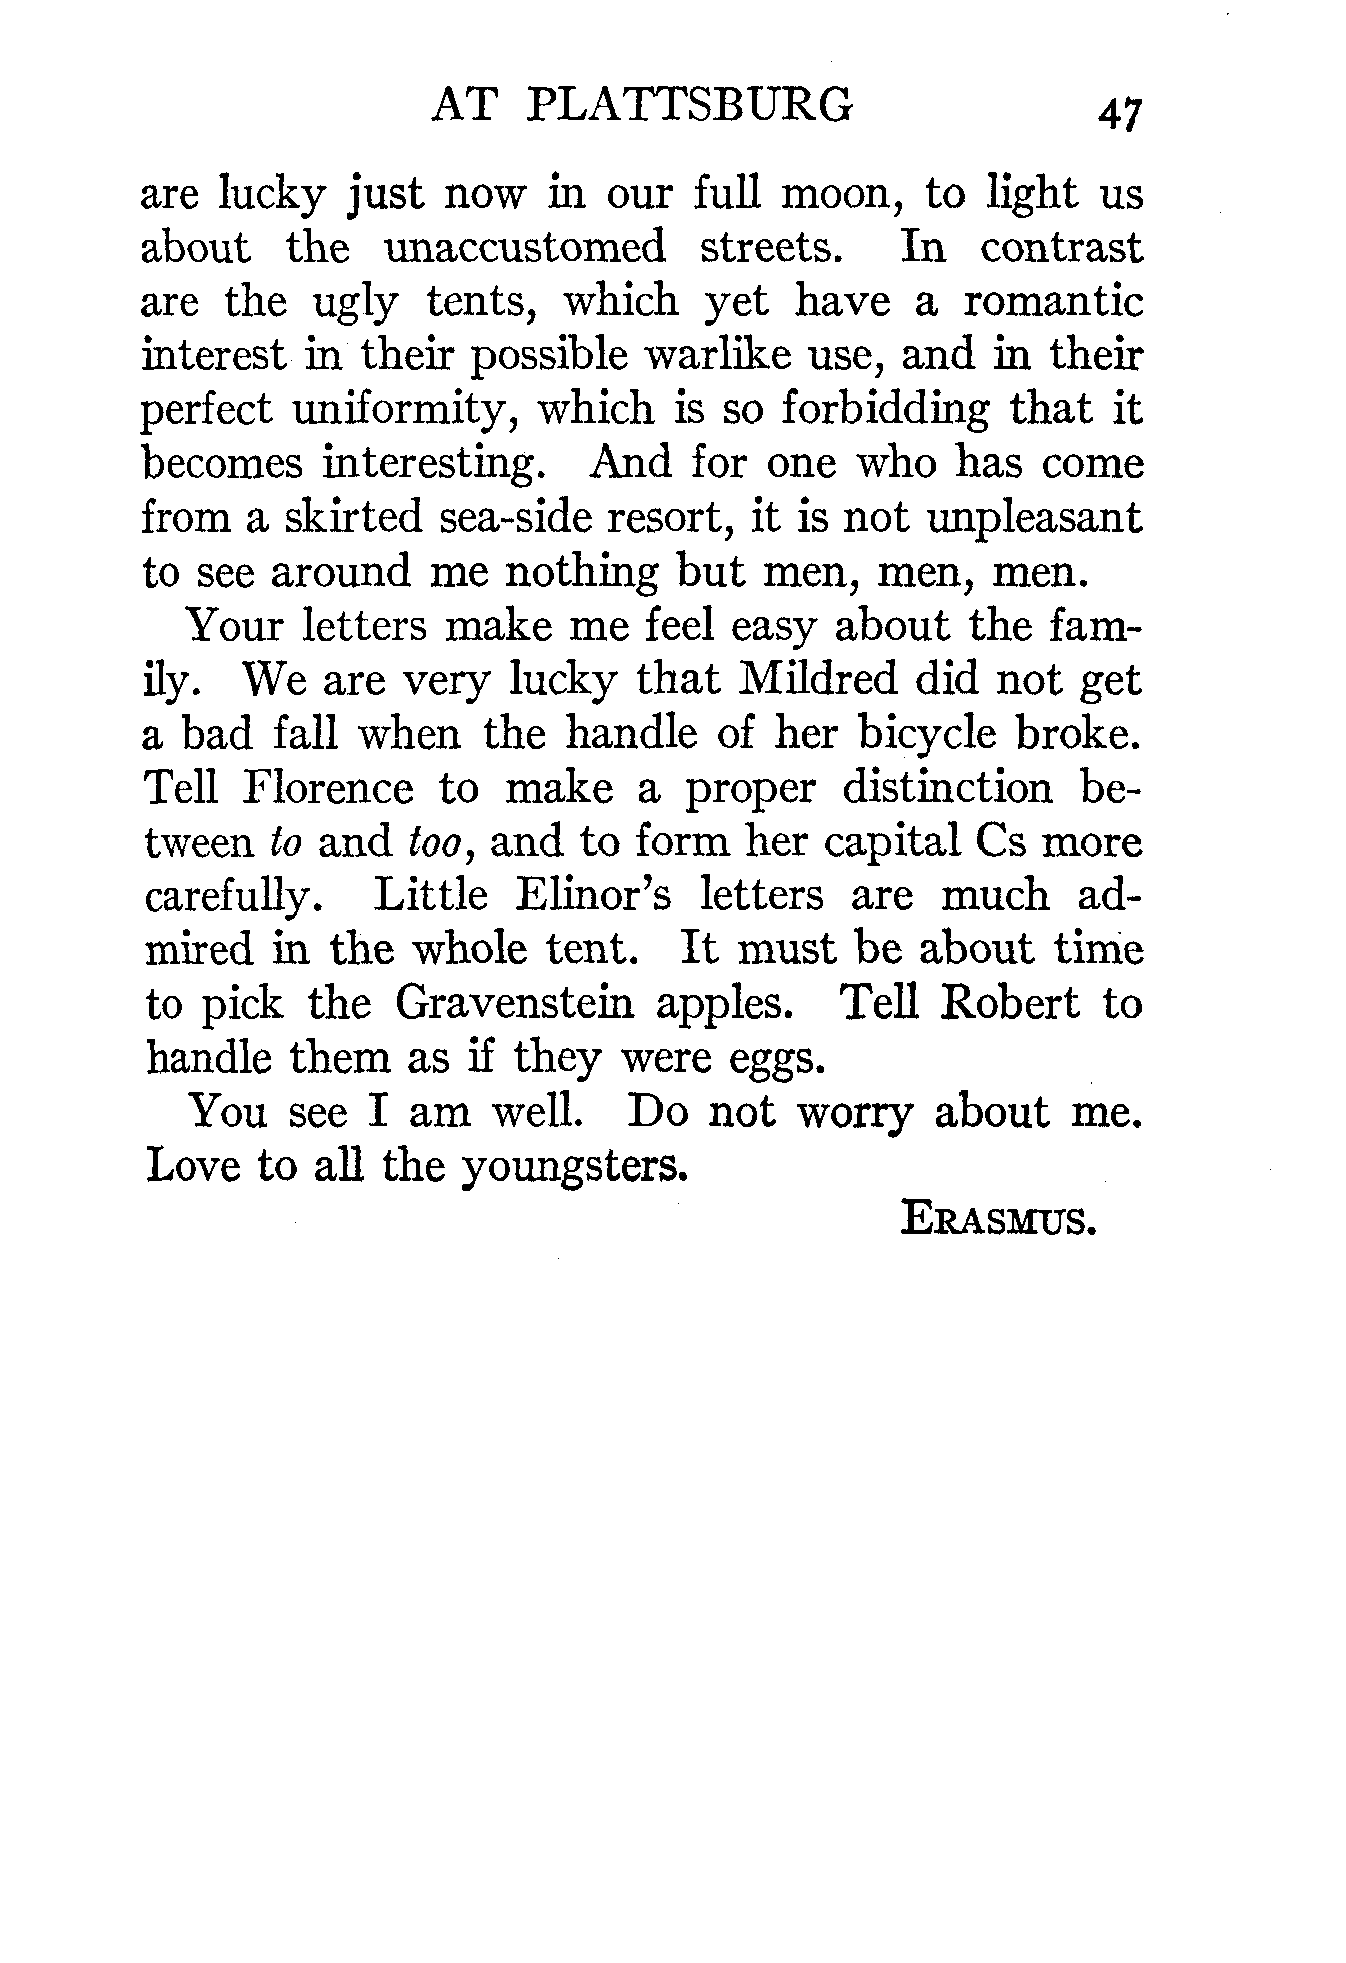 AT PLATTSBURG 47
are lucky just now in our full moon, to light us
about the unaccustomed streets. In contrast
are the ugly tents, which yet have a romantic
interest in their possible warlike use, and in their
perfect uniformity, which is so forbidding that it
becomes interesting. And for one who has come
from a skirted sea-side resort, it is not unpleasant
to see around me nothing but men, men, men.
Your letters make me feel easy about the fam-
ily. We are very lucky that Mildred did not get
a bad fall when the handle of her bicycle broke.
Tell Florence to make a proper distinction be-
tween to and too, and to form her capital Cs more
carefully. Little Elinor's letters are much ad-
mired in the whole tent. It must be about time
to pick the Gravenstein apples. Tell Robert to
handle them as if they were eggs.
You see I am well. Do not worry about me.
Love to all the youngsters.
ERASMUS.